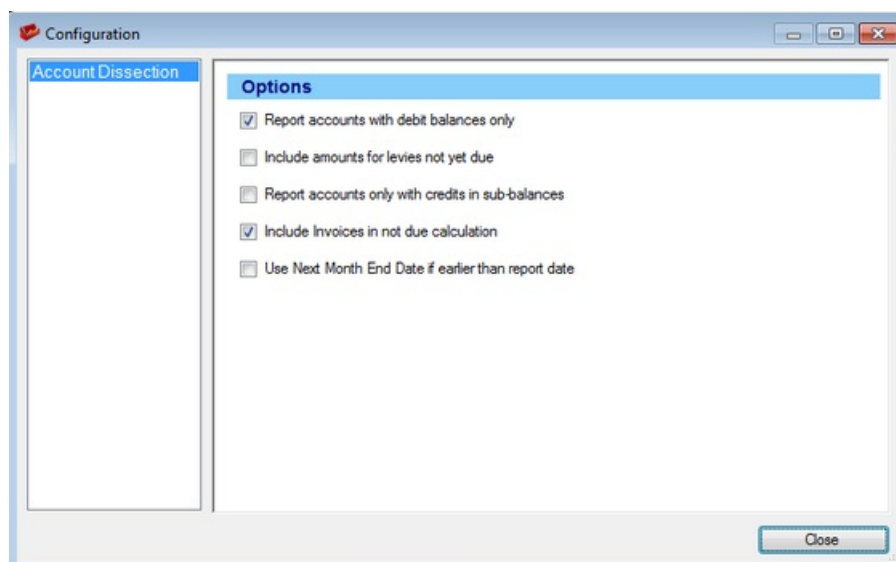 Configuration
Account Dissection
Options
Report accounts with debit balances only
Include amounts for levies not yet due
Report accounts only with credits in sub-balances
Include Invoices in not due calculation
Use Next Month End Date if earlier than report date
Close